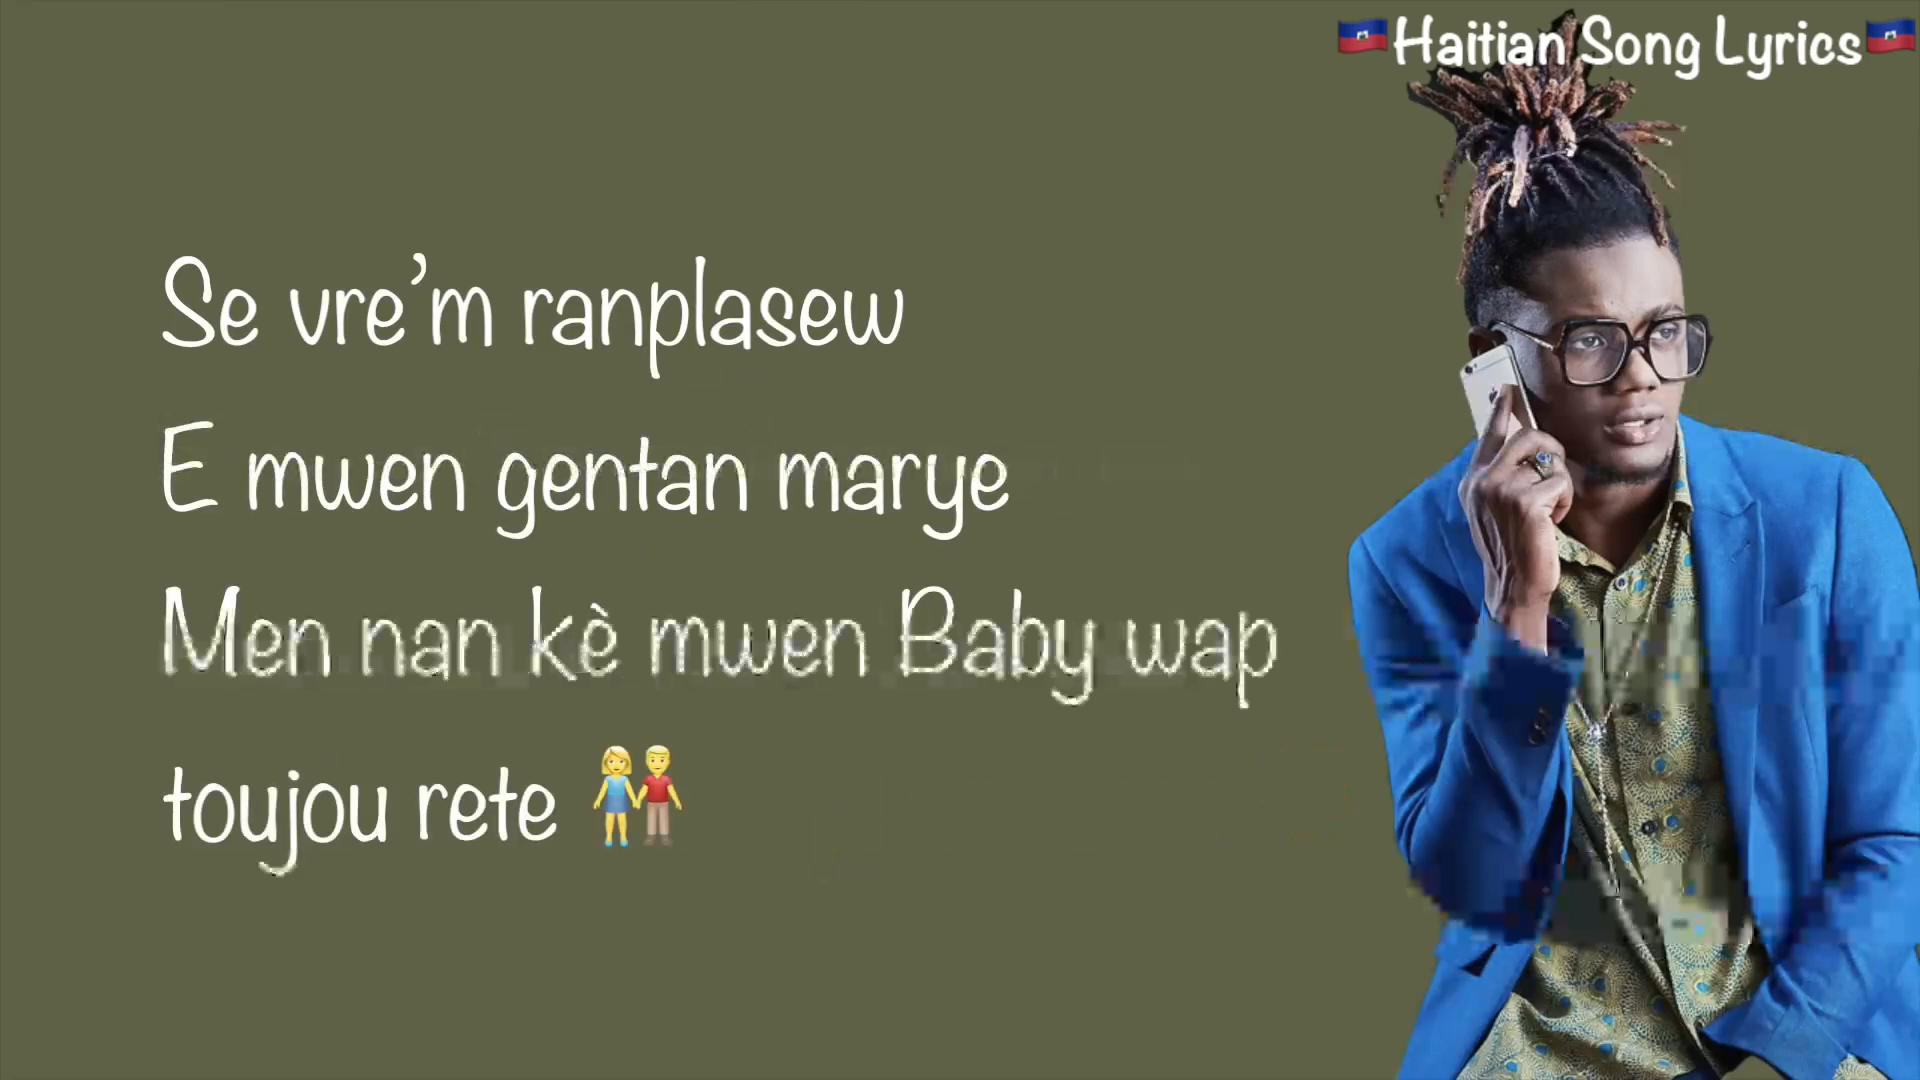 Haitian Song Lyrics
Se vre’m ranplasew
E mwen gentan marye
Men nan kè mwen Baby wap
toujou rete